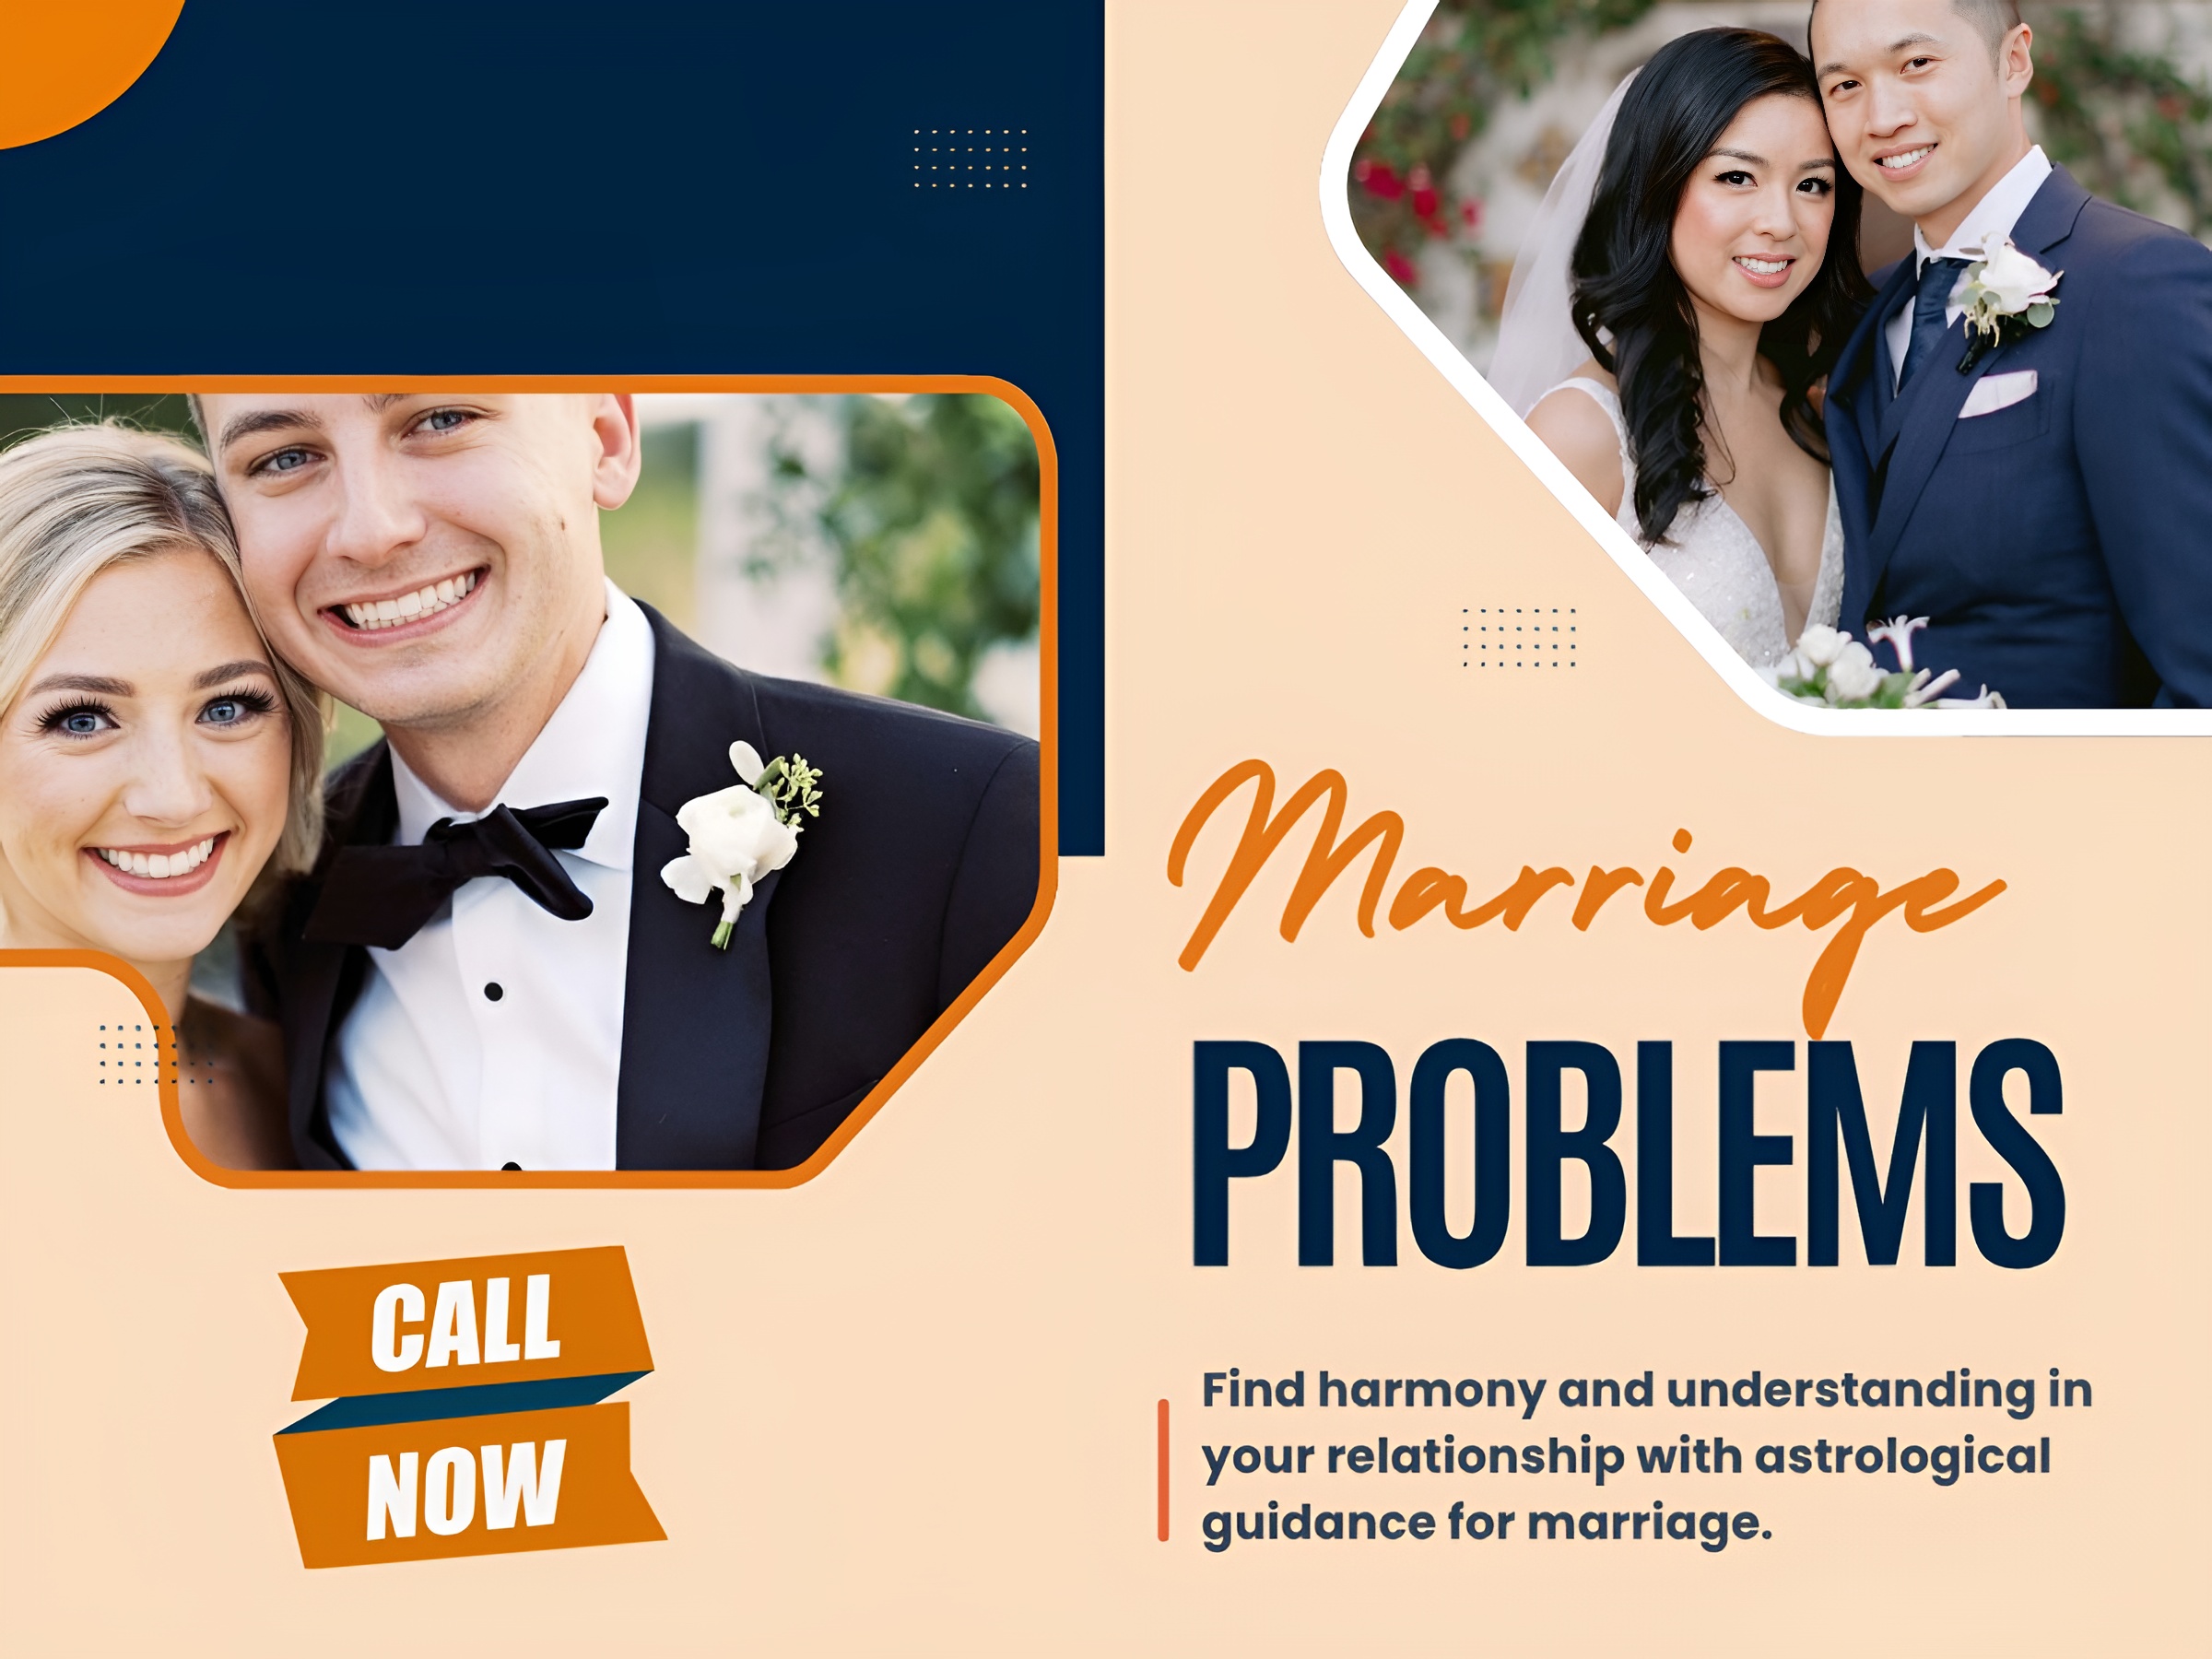 Marriage
PROBLEMS
Find harmony and understanding in
your relationship with astrological
guidance for marriage.
CALL
NOW